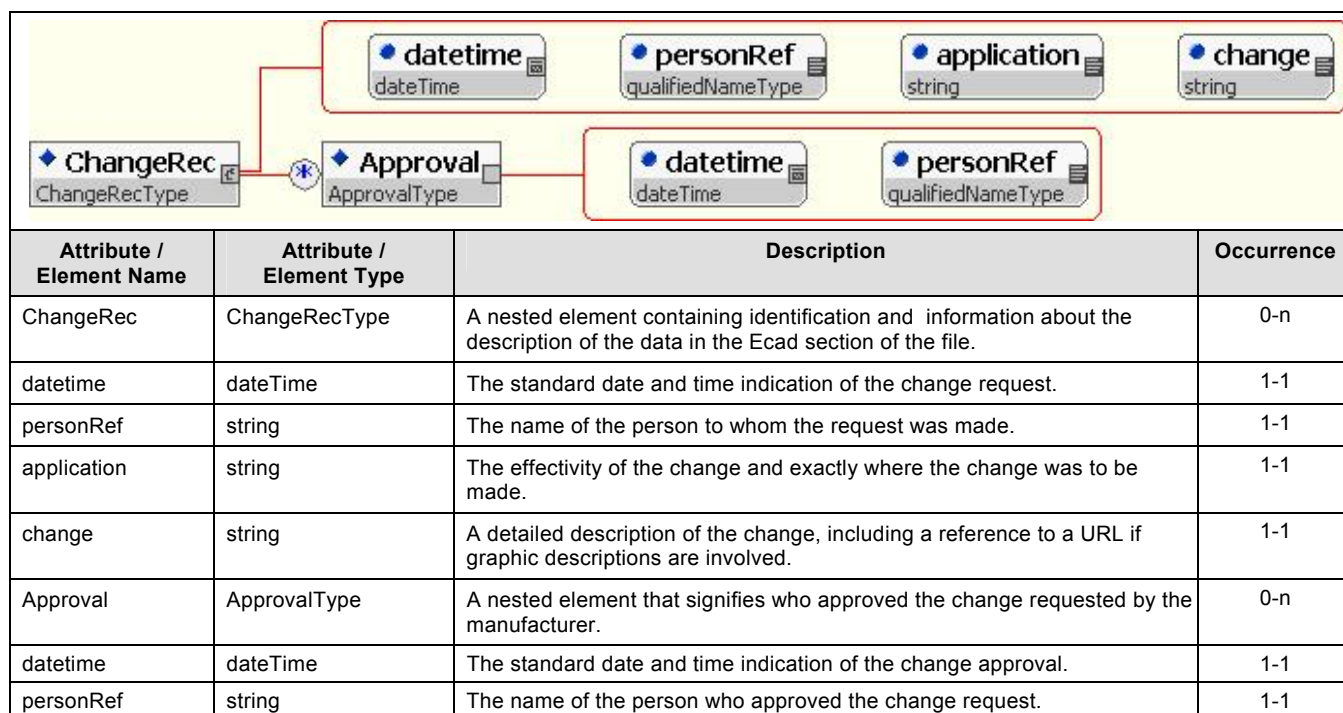 datetime personRef application change
dateTime qualifiedNameType string string
ChangeRec Approval datetime personRef
ChangeRecType ApprovalType dateTime qualifiedNameType
Attribute / Attribute / Description Occurrence
Element Name Element Type
ChangeRec ChangeRecType A nested element containing identification and information about the 0-n
description of the data in the Ecad section of the file.
datetime dateTime The standard date and time indication of the change request. 1-1
personRef string The name of the person to whom the request was made. 1-1
application string The effectivity of the change and exactly where the change was to be 1-1
made.
change string A detailed description of the change, including a reference to a URL if 1-1
graphic descriptions are involved.
Approval ApprovalType A nested element that signifies who approved the change requested by the 0-n
manufacturer.
datetime dateTime The standard date and time indication of the change approval. 1-1
personRef string The name of the person who approved the change request. 1-1